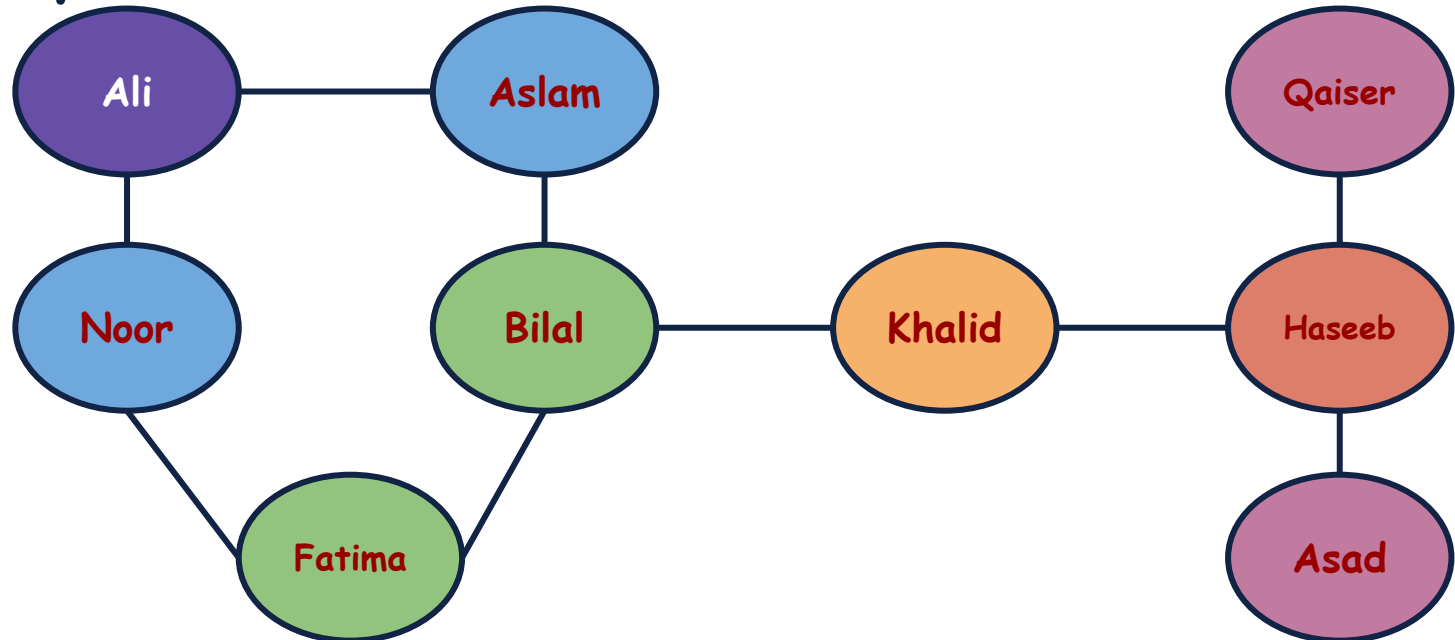 Ali
Aslam
Qaiser
Noor
Bilal
Khalid
Haseeb
Fatima
Asad